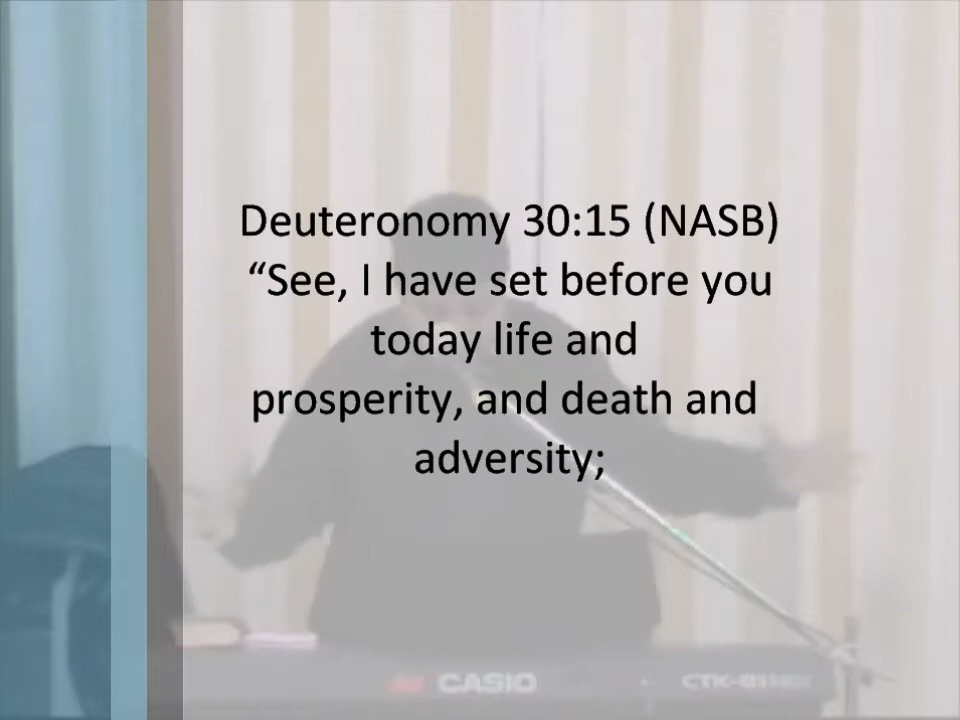 Deuteronomy 30:15 (NASB)
“See, I have set before you
today life and
prosperity, and death and
adversity;
CASIO